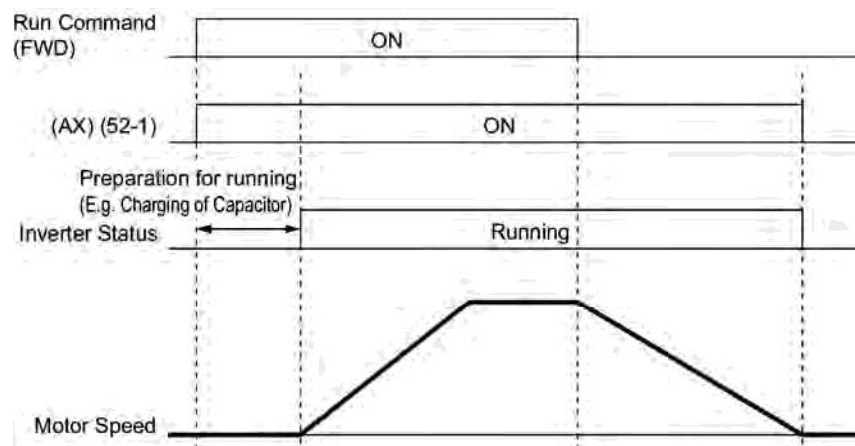 Run Command
(FWD)
ON
(AX) (52-1)
ON
Preparation for running
(E.g. Charging of Capacitor)
Inverter Status
Running
Motor Speed